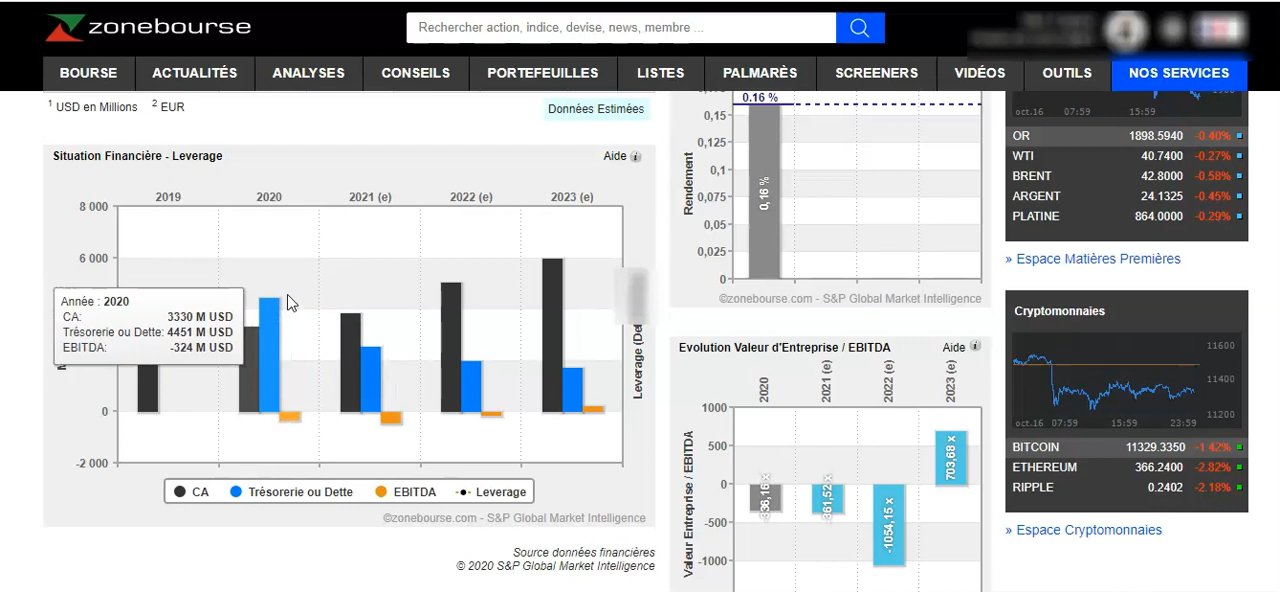 zonebourse
Rechercher action, indice, devise, news, membre ...
BOURSE ACTUALITÉS ANALYSES CONSEILS PORTEFEUILLES LISTES PALMARÈS SCREENERS VIDÉOS OUTILS NOS SERVICES
1 USD en Millions 2 EUR
Données Estimées
Situation Financière - Leverage
Aide
2019 2020 2021 (e) 2022 (e) 2023 (e)
8 000
6 000
0
-2 000
Année : 2020
CA: 3330 M USD
Trésorerie ou Dette: 4451 M USD
EBITDA: -324 M USD
CA Trésorerie ou Dette EBITDA Leverage
©zonebourse.com - S&P Global Market Intelligence
Source données financières
© 2020 S&P Global Market Intelligence
0.16 %
Rendement
0,15
0,125
0,1
0,075
0,05
0,025
0
0,16 %
©zonebourse.com - S&P Global Market Intelligence
Evolution Valeur d'Entreprise / EBITDA
Aide
2020 2021 (e) 2022 (e) 2023 (e)
Valeur Entreprise / EBITDA
1000
500
0
-500
-1000
-336,16 x
-361,52 x
-1054,15 x
703,68 x
oct.16 07:59 15:59
OR 1898.5940 -0.40%
WTI 40.7400 -0.27%
BRENT 42.8000 -0.58%
ARGENT 24.1325 -0.45%
PLATINE 864.0000 -0.29%
» Espace Matières Premières
Cryptomonnaies
11600
11400
11200
oct.16 07:59 15:59 23:59
BITCOIN 11329.3350 -1.42%
ETHEREUM 366.2400 -2.82%
RIPPLE 0.2402 -2.18%
» Espace Cryptomonnaies